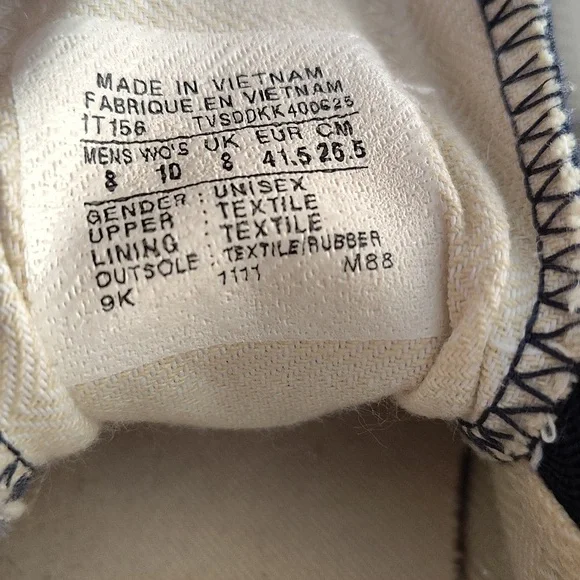 MADE IN VIETNAM
FABRIQUE EN VIETNAM
1T156 TVSDDKK400625
MENS WO'S UK EUR CM
8 10 8 41.5 26.5
GENDER : UNISEX
UPPER : TEXTILE
LINING : TEXTILE
OUTSOLE : TEXTILE/RUBBER
9K 1111 M88